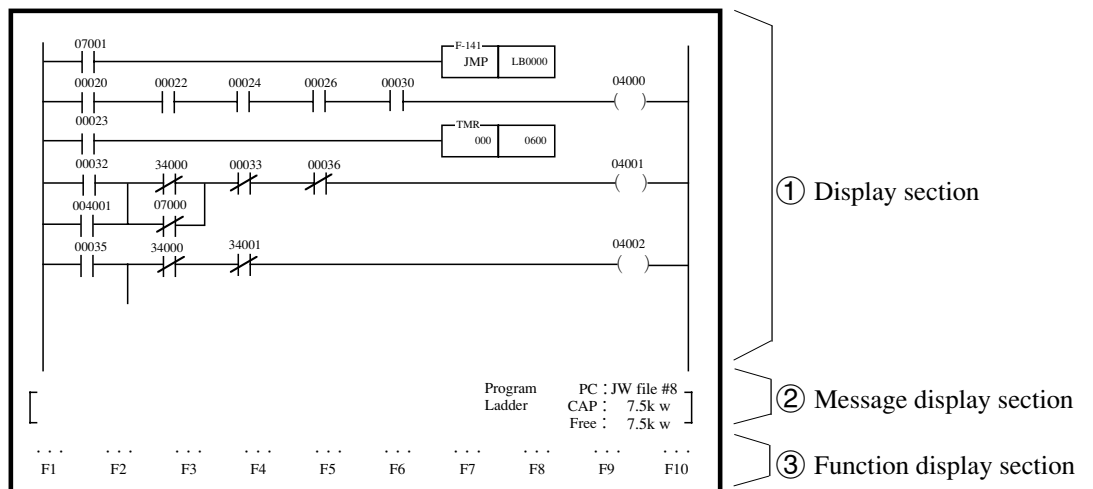 07001
F-141
JMP LB0000
00020 00022 00024 00026 00030 04000
00023
TMR
000 0600
00032 34000 00033 00036 04001
① Display section
004001 07000
00035 34000 34001 04002
Program PC : JW file #8
Ladder CAP : 7.5k w
Free : 7.5k w
② Message display section
... ... ... ... ... ... ... ... ... ...
F1 F2 F3 F4 F5 F6 F7 F8 F9 F10
③ Function display section